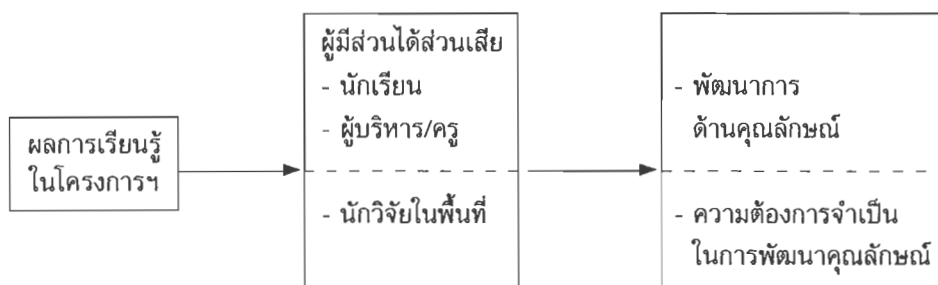 ผลการเรียนรู้
ในโครงการฯ
ผู้มีส่วนได้ส่วนเสีย
- นักเรียน
- ผู้บริหาร/ครู
- นักวิจัยในพื้นที่
- พัฒนาการ
ด้านคุณลักษณ์
- ความต้องการจำเป็น
ในการพัฒนาคุณลักษณ์